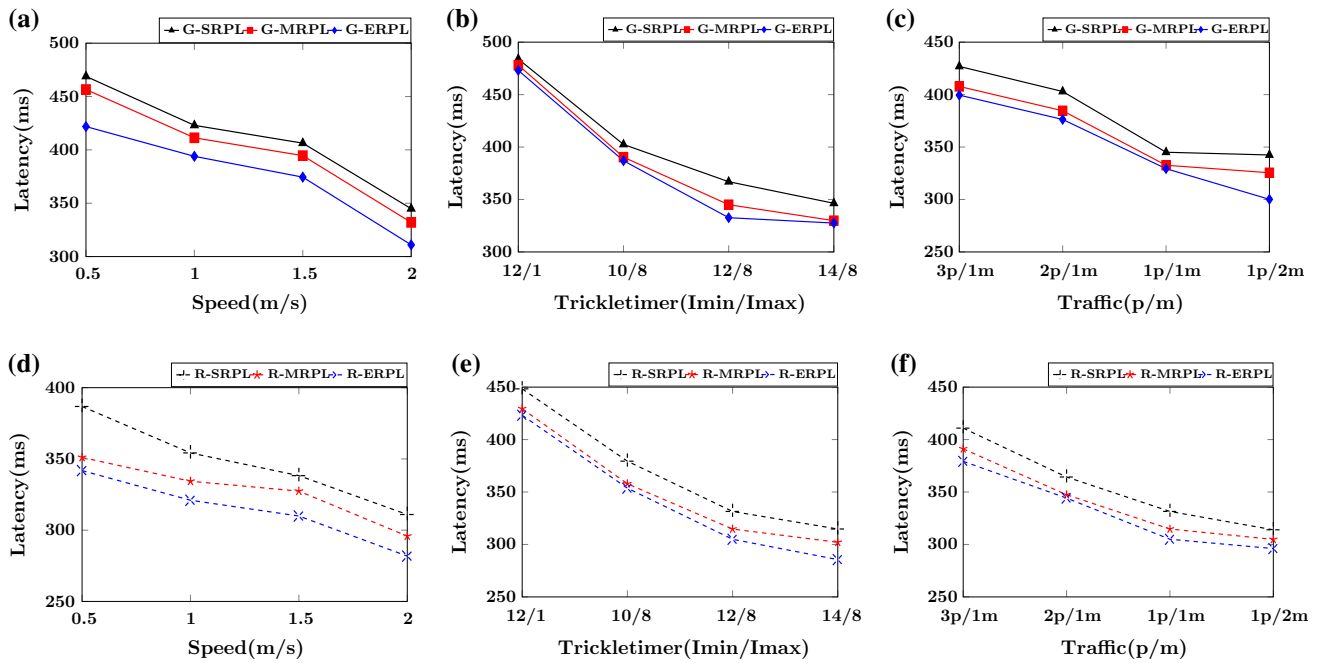 (a)
G-SRPL G-MRPL G-ERPL
500
450
400
350
300
Latency(ms)
0.5 1 1.5 2
Speed(m/s)
(b)
G-SRPL G-MRPL G-ERPL
500
450
400
350
300
Latency(ms)
12/1 10/8 12/8 14/8
Trickletimer(Imin/Imax)
(c)
G-SRPL G-MRPL G-ERPL
450
400
350
300
250
Latency(ms)
3p/1m 2p/1m 1p/1m 1p/2m
Traffic(p/m)
(d)
R-SRPL R-MRPL R-ERPL
400
350
300
250
Latency(ms)
0.5 1 1.5 2
Speed(m/s)
(e)
R-SRPL R-MRPL R-ERPL
450
400
350
300
250
Latency(ms)
12/1 10/8 12/8 14/8
Trickletimer(Imin/Imax)
(f)
R-SRPL R-MRPL R-ERPL
450
400
350
300
250
Latency(ms)
3p/1m 2p/1m 1p/1m 1p/2m
Traffic(p/m)